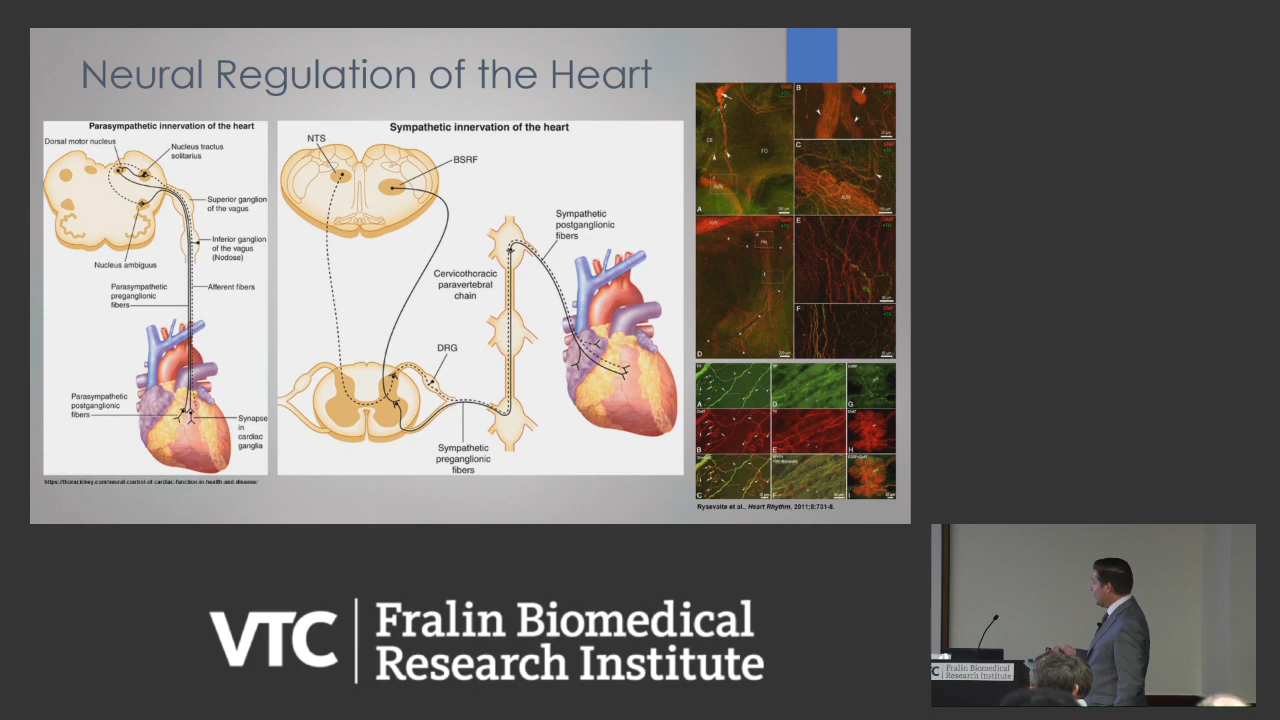 Neural Regulation of the Heart
Parasympathetic innervation of the heart
Dorsal motor nucleus
Nucleus tractus
solitarius
Superior ganglion
of the vagus
Inferior ganglion
of the vagus
(Nodose)
Nucleus ambiguus
Parasympathetic
preganglionic
fibers
Afferent fibers
Parasympathetic
postganglionic
fibers
Synapse
in
cardiac
ganglia
https://thoracickey.com/neural-control-of-cardiac-function-in-health-and-disease/
Sympathetic innervation of the heart
NTS
BSRF
Sympathetic
postganglionic
fibers
Cervicothoracic
paravertebral
chain
DRG
Sympathetic
preganglionic
fibers
A
B
C
D
E
F
A
D
G
B
E
H
C
F
I
Rysevaite et al., Heart Rhythm, 2011;8:731-8.
VTC
Fralin Biomedical
Research Institute
Fralin Biomedical
Research Institute